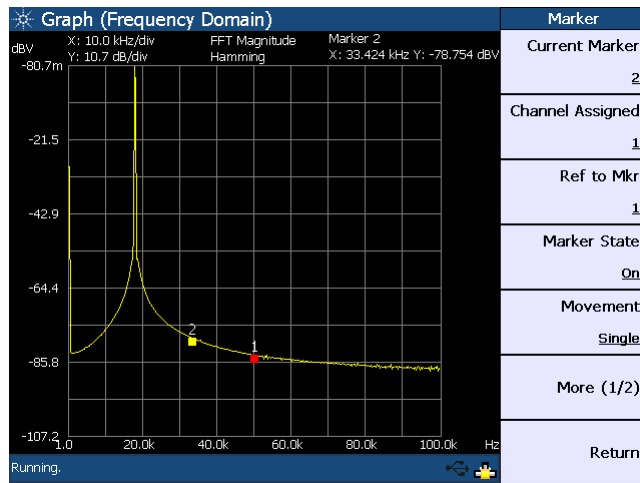 Graph (Frequency Domain)
dBV
X: 10.0 kHz/div
FFT Magnitude
Marker 2
Y: 10.7 dB/div
Hamming
X: 33.424 kHz Y: -78.754 dBV
-80.7m
-21.5
-42.9
-64.4
-85.8
-107.2
2
1
1.0
20.0k
40.0k
60.0k
80.0k
100.0k
Hz
Running.
Marker
Current Marker
2
Channel Assigned
1
Ref to Mkr
1
Marker State
On
Movement
Single
More (1/2)
Return